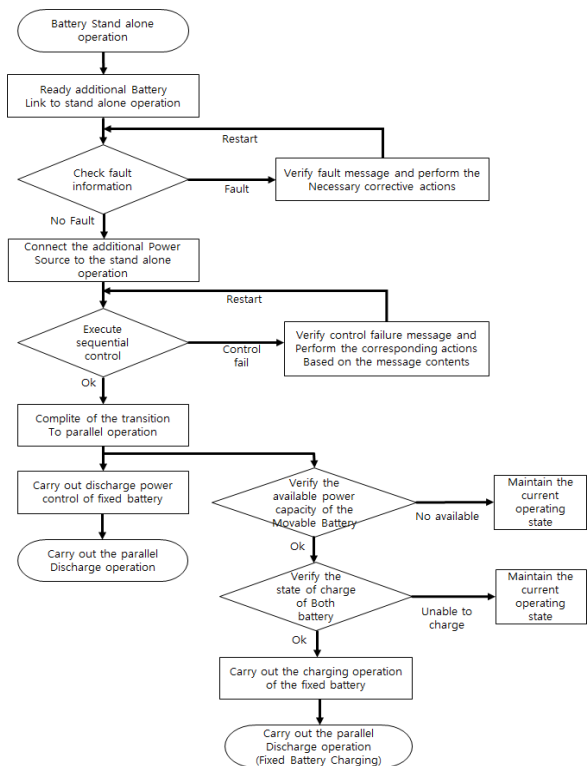 Battery Stand alone
operation
Ready additional Battery
Link to stand alone operation
Restart
Check fault
information
Fault
Verify fault message and perform the
Necessary corrective actions
No Fault
Connect the additional Power
Source to the stand alone
operation
Restart
Execute
sequential
control
Control
fail
Verify control failure message and
Perform the corresponding actions
Based on the message contents
Ok
Complite of the transition
To parallel operation
Carry out discharge power
control of fixed battery
Carry out the parallel
Discharge operation
Verify the
available power
capacity of the
Movable Battery
No available
Maintain the
current
operating
state
Ok
Verify the
state of charge
of Both
battery
Unable to
charge
Maintain the
current
operating
state
Ok
Carry out the charging operation
of the fixed battery
Carry out the parallel
Discharge operation
(Fixed Battery Charging)